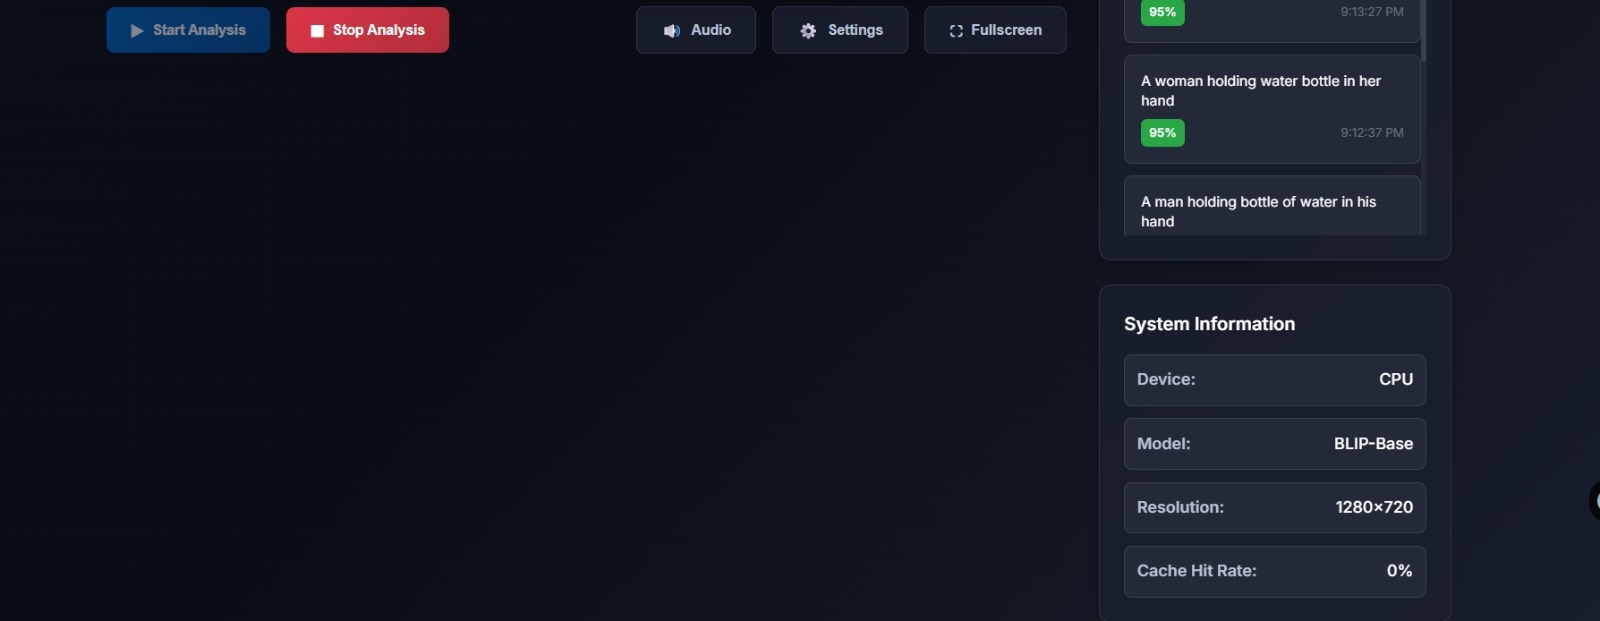 Start Analysis
Stop Analysis
Audio
Settings
Fullscreen
95%
9:13:27 PM
A woman holding water bottle in her
hand
95%
9:12:37 PM
A man holding bottle of water in his
hand
System Information
Device:
CPU
Model:
BLIP-Base
Resolution:
1280×720
Cache Hit Rate:
0%